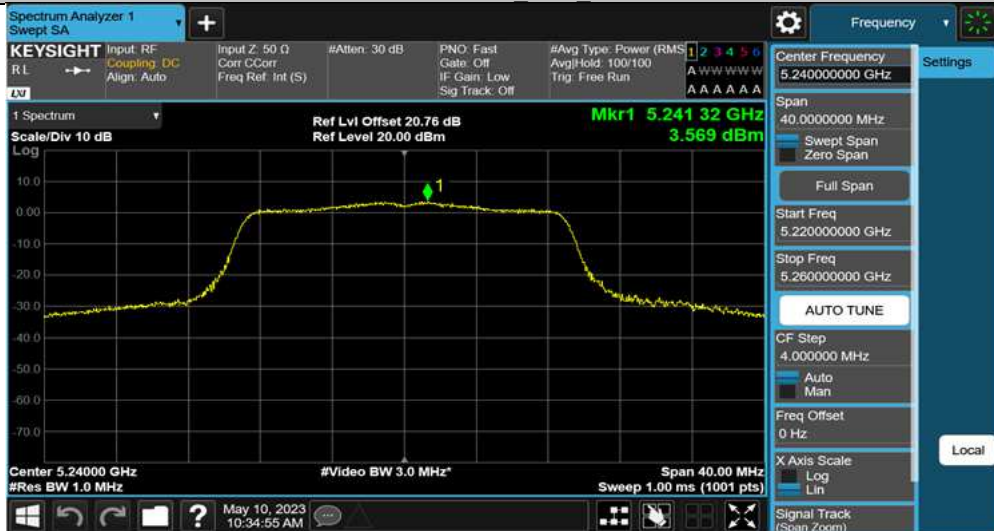 Spectrum Analyzer 1
Swept SA
Frequency
KEYSIGHT
RL
LXI
Input: RF
Coupling: DC
Align: Auto
Input Z: 50 Ω
Corr CCorr
Freq Ref: Int (S)
#Atten: 30 dB
PNO: Fast
Gate: Off
IF Gain: Low
Sig Track: Off
#Avg Type: Power (RMS
Avg|Hold: 100/100
Trig: Free Run
1 2 3 4 5 6
A W W W W W
A A A A A A
1 Spectrum
Scale/Div 10 dB
Log
Ref Lvl Offset 20.76 dB
Ref Level 20.00 dBm
Mkr1 5.241 32 GHz
3.569 dBm
1
10.0
0.00
-10.0
-20.0
-30.0
-40.0
-50.0
-60.0
-70.0
Center 5.24000 GHz
#Res BW 1.0 MHz
#Video BW 3.0 MHz*
Span 40.00 MHz
Sweep 1.00 ms (1001 pts)
?
May 10, 2023
10:34:55 AM
Center Frequency
5.240000000 GHz
Span
40.0000000 MHz
Swept Span
Zero Span
Full Span
Start Freq
5.220000000 GHz
Stop Freq
5.260000000 GHz
AUTO TUNE
CF Step
4.000000 MHz
Auto
Man
Freq Offset
0 Hz
X Axis Scale
Log
Lin
Signal Track
(Span Zoom)
Settings
Local